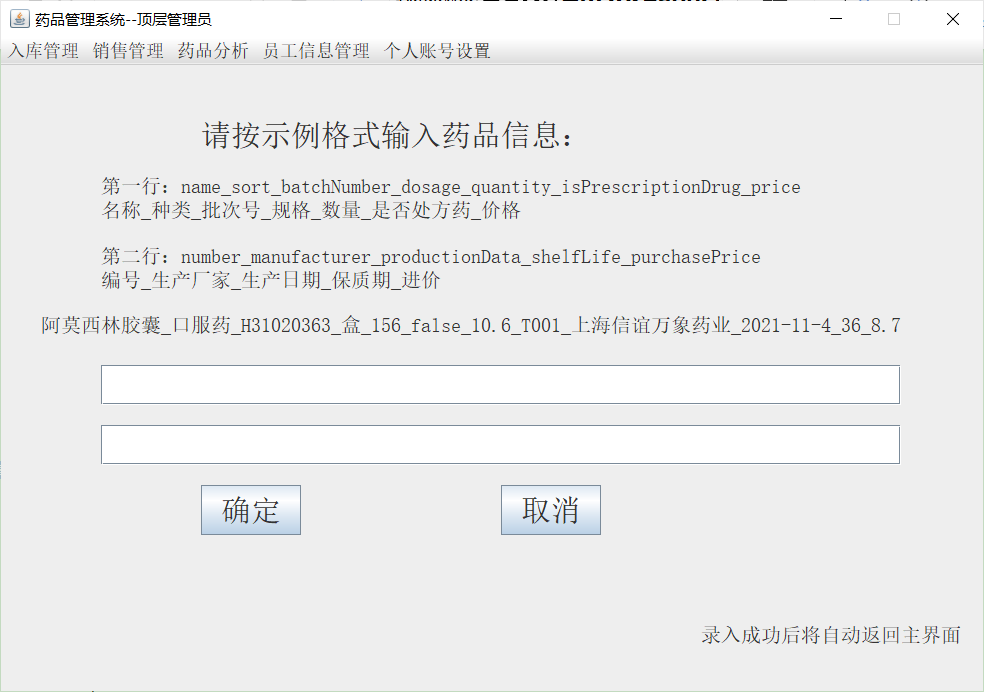 药品管理系统--顶层管理员
入库管理 销售管理 药品分析 员工信息管理 个人账号设置
请按示例格式输入药品信息：
第一行：name_sort_batchNumber_dosage_quantity_isPrescriptionDrug_price
名称_种类_批次号_规格_数量_是否处方药_价格
第二行：number_manufacturer_productionData_shelfLife_purchasePrice
编号_生产厂家_生产日期_保质期_进价
阿莫西林胶囊_口服药_H31020363_盒_156_false_10.6_T001_上海信谊万象药业_2021-11-4_36_8.7
确定 取消
录入成功后将自动返回主界面